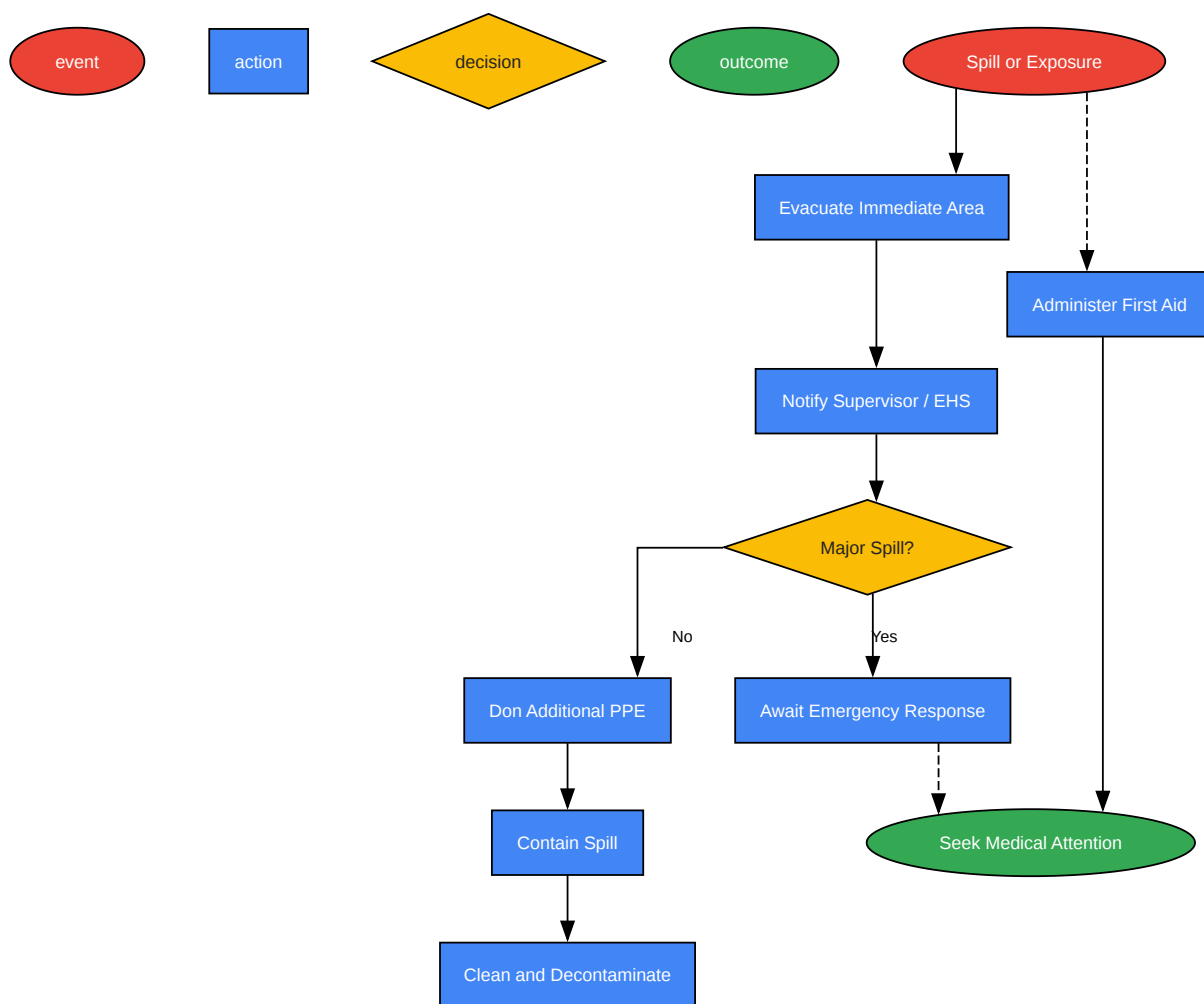 event
action
decision
outcome
Spill or Exposure
Evacuate Immediate Area
Administer First Aid
Notify Supervisor / EHS
Major Spill?
No
Yes
Don Additional PPE
Await Emergency Response
Contain Spill
Seek Medical Attention
Clean and Decontaminate